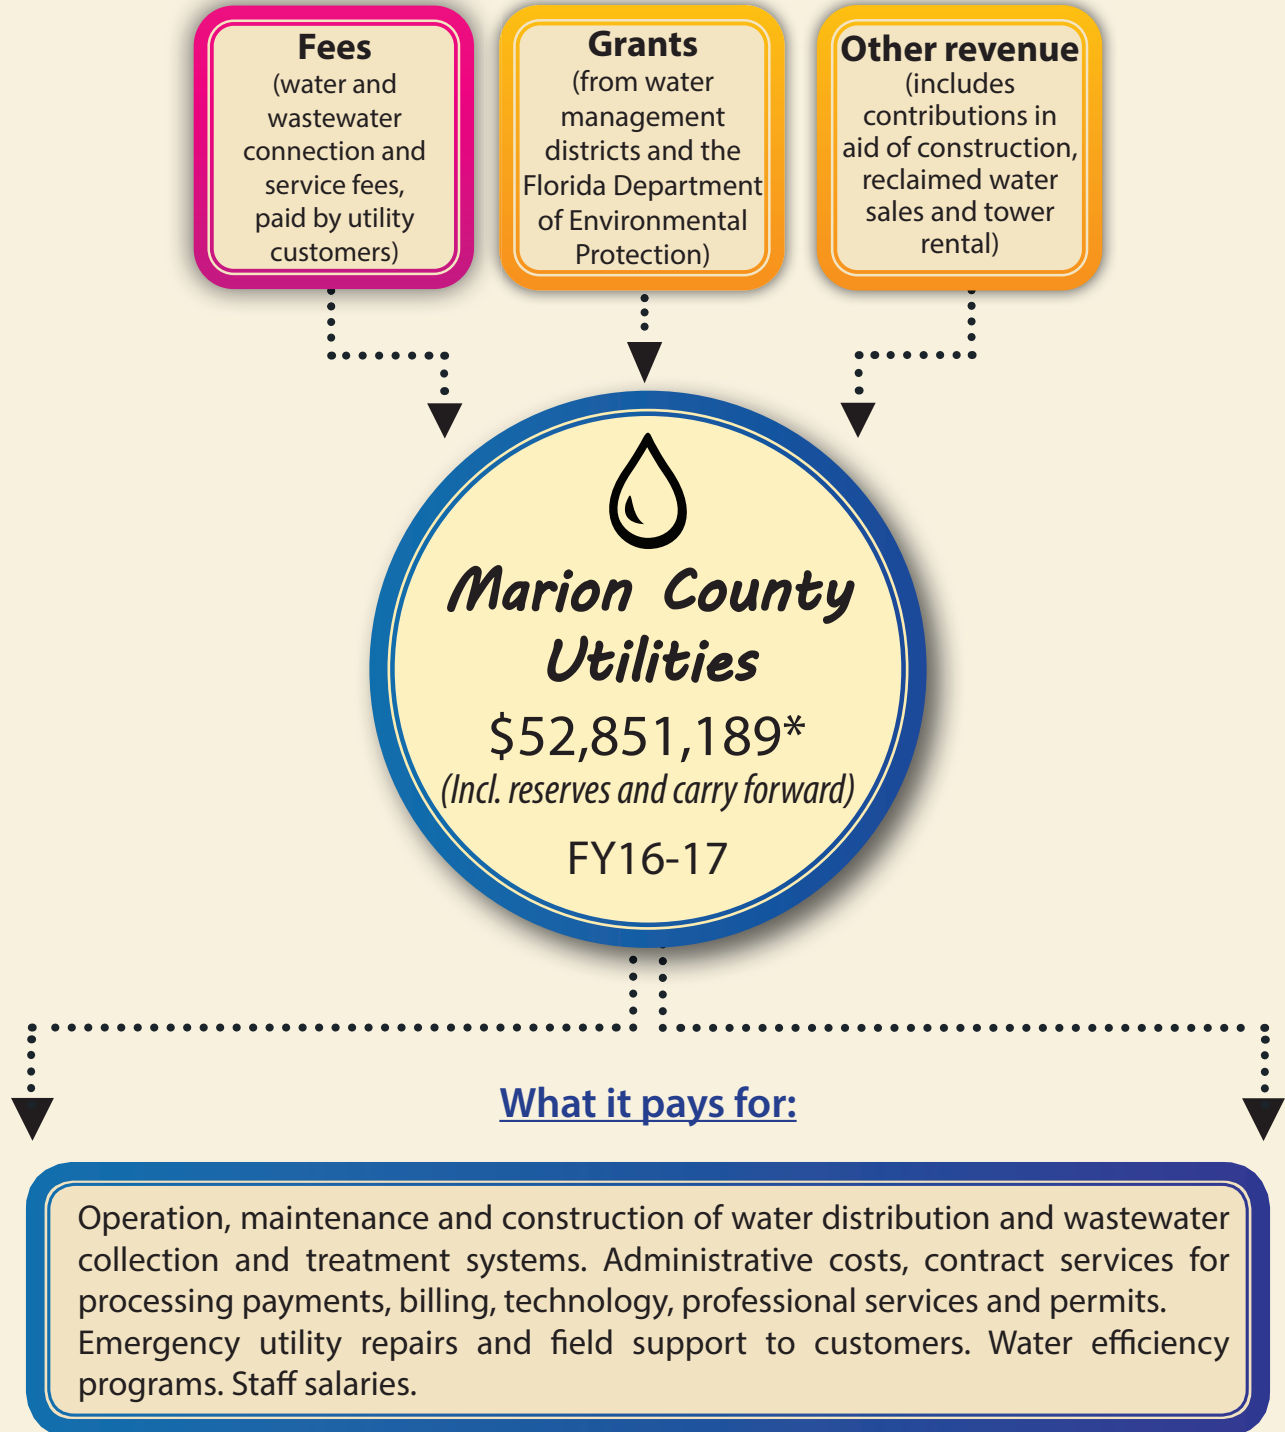 Fees
(water and
wastewater
connection and
service fees,
paid by utility
customers)
Grants
(from water
management
districts and the
Florida Department
of Environmental
Protection)
Other revenue
(includes
contributions in
aid of construction,
reclaimed water
sales and tower
rental)
Marion County
Utilities
$52,851,189*
(Incl. reserves and carry forward)
FY16-17
What it pays for:
Operation, maintenance and construction of water distribution and wastewater
collection and treatment systems. Administrative costs, contract services for
processing payments, billing, technology, professional services and permits.
Emergency utility repairs and field support to customers. Water efficiency
programs. Staff salaries.